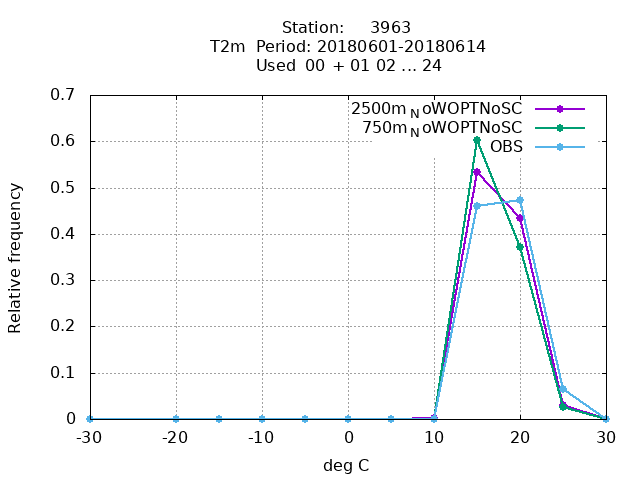 Station:     3963
T2m  Period: 20180601-20180614
Used  00  + 01 02 ... 24
2500m_NoWOPTNoSC
750m_NoWOPTNoSC
OBS
0.7
0.6
0.5
0.4
0.3
0.2
0.1
0
Relative frequency
-30 -20 -10 0 10 20 30
deg C